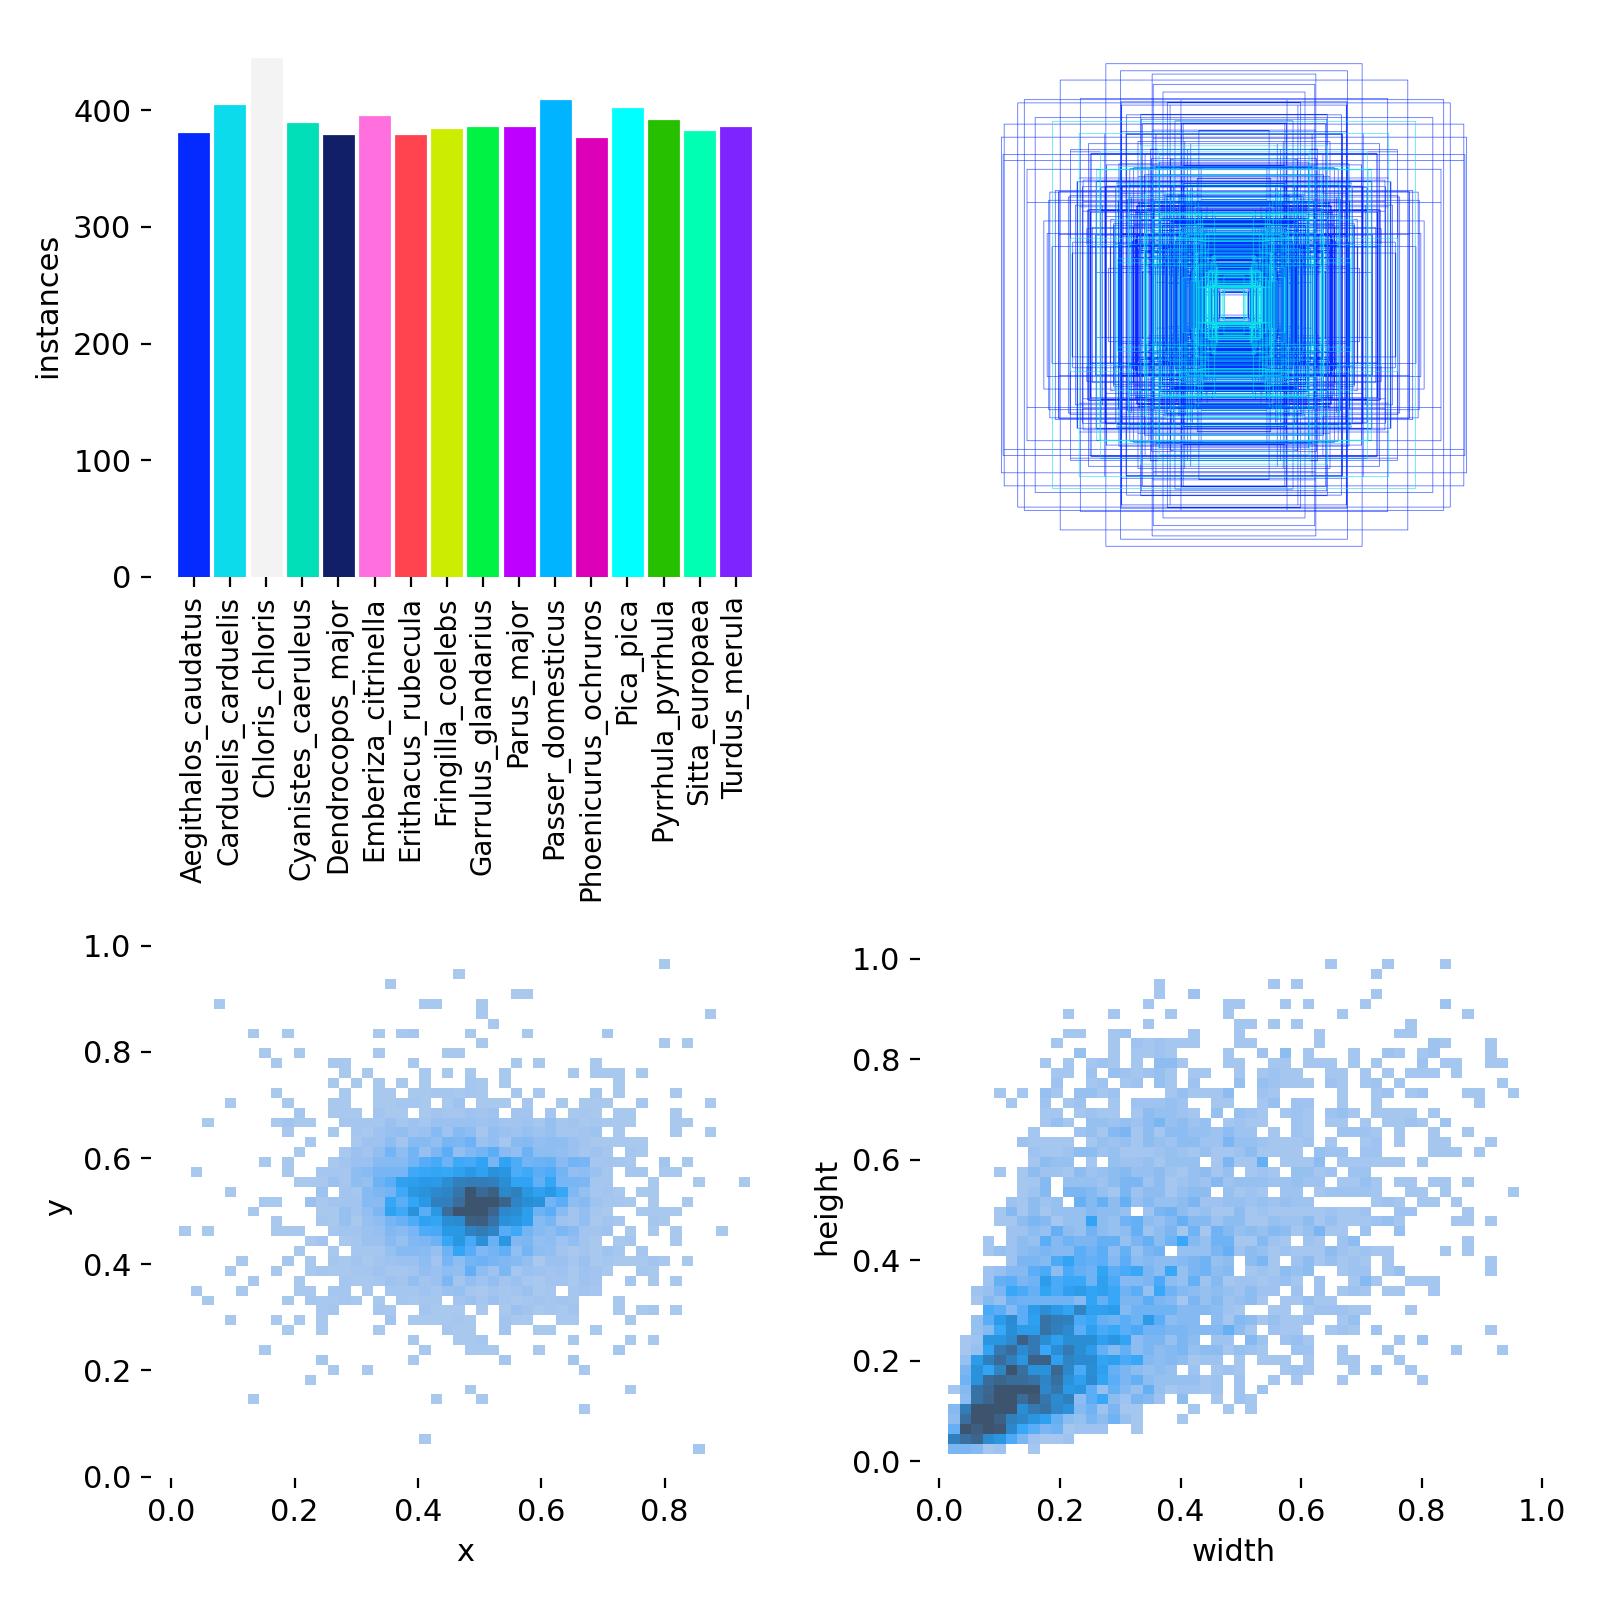 instances
400
300
200
100
0
Aegithalos_caudatus
Carduelis_carduelis
Chloris_chloris
Cyanistes_caeruleus
Dendrocopos_major
Emberiza_citrinella
Erithacus_rubecula
Fringilla_coelebs
Garrulus_glandarius
Parus_major
Passer_domesticus
Phoenicurus_ochruros
Pica_pica
Pyrrhula_pyrrhula
Sitta_europaea
Turdus_merula
y
1.0
0.8
0.6
0.4
0.2
0.0
0.0 0.2 0.4 0.6 0.8
x
height
1.0
0.8
0.6
0.4
0.2
0.0
0.0 0.2 0.4 0.6 0.8 1.0
width